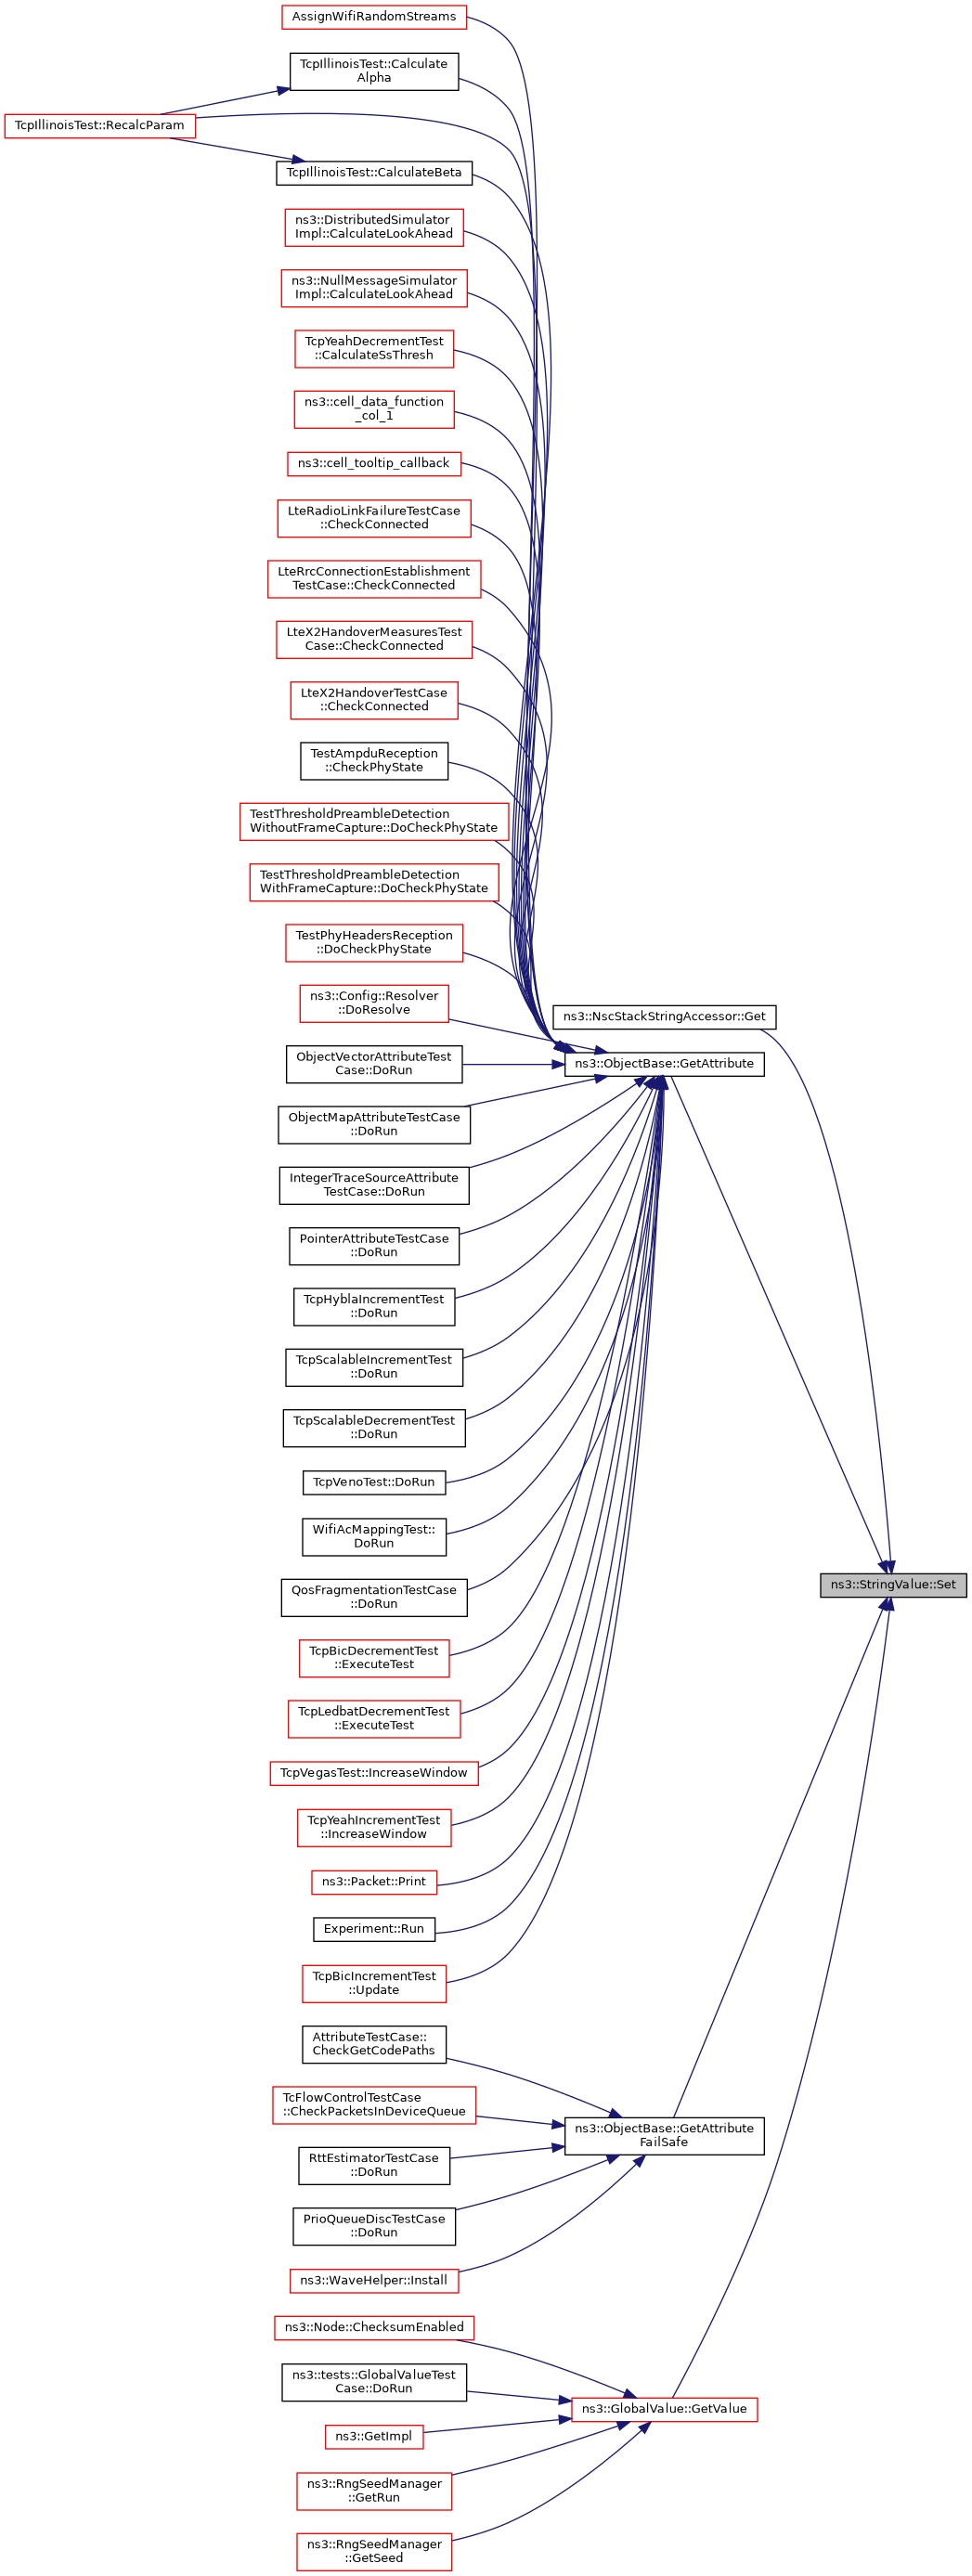 AssignWifiRandomStreams
TcpIllinoisTest::Calculate
Alpha
TcpIllinoisTest::RecalcParam
TcpIllinoisTest::CalculateBeta
ns3::DistributedSimulator
Impl::CalculateLookAhead
ns3::NullMessageSimulator
Impl::CalculateLookAhead
TcpYeahDecrementTest
::CalculateSsThresh
ns3::cell_data_function
_col_1
ns3::cell_tooltip_callback
LteRadioLinkFailureTestCase
::CheckConnected
LteRrcConnectionEstablishment
TestCase::CheckConnected
LteX2HandoverMeasuresTest
Case::CheckConnected
LteX2HandoverTestCase
::CheckConnected
TestAmpduReception
::CheckPhyState
TestThresholdPreambleDetection
WithoutFrameCapture::DoCheckPhyState
TestThresholdPreambleDetection
WithFrameCapture::DoCheckPhyState
TestPhyHeadersReception
::DoCheckPhyState
ns3::Config::Resolver
::DoResolve
ns3::NscStackStringAccessor::Get
ObjectVectorAttributeTest
Case::DoRun
ns3::ObjectBase::GetAttribute
ObjectMapAttributeTestCase
::DoRun
IntegerTraceSourceAttribute
TestCase::DoRun
PointerAttributeTestCase
::DoRun
TcpHyblaIncrementTest
::DoRun
TcpScalableIncrementTest
::DoRun
TcpScalableDecrementTest
::DoRun
TcpVenoTest::DoRun
WifiAcMappingTest::
DoRun
QosFragmentationTestCase
::DoRun
ns3::StringValue::Set
TcpBicDecrementTest
::ExecuteTest
TcpLedbatDecrementTest
::ExecuteTest
TcpVegasTest::IncreaseWindow
TcpYeahIncrementTest
::IncreaseWindow
ns3::Packet::Print
Experiment::Run
TcpBicIncrementTest
::Update
AttributeTestCase::
CheckGetCodePaths
TcFlowControlTestCase
::CheckPacketsInDeviceQueue
ns3::ObjectBase::GetAttribute
FailSafe
RttEstimatorTestCase
::DoRun
PrioQueueDiscTestCase
::DoRun
ns3::WaveHelper::Install
ns3::Node::ChecksumEnabled
ns3::tests::GlobalValueTest
Case::DoRun
ns3::GlobalValue::GetValue
ns3::GetImpl
ns3::RngSeedManager
::GetRun
ns3::RngSeedManager
::GetSeed